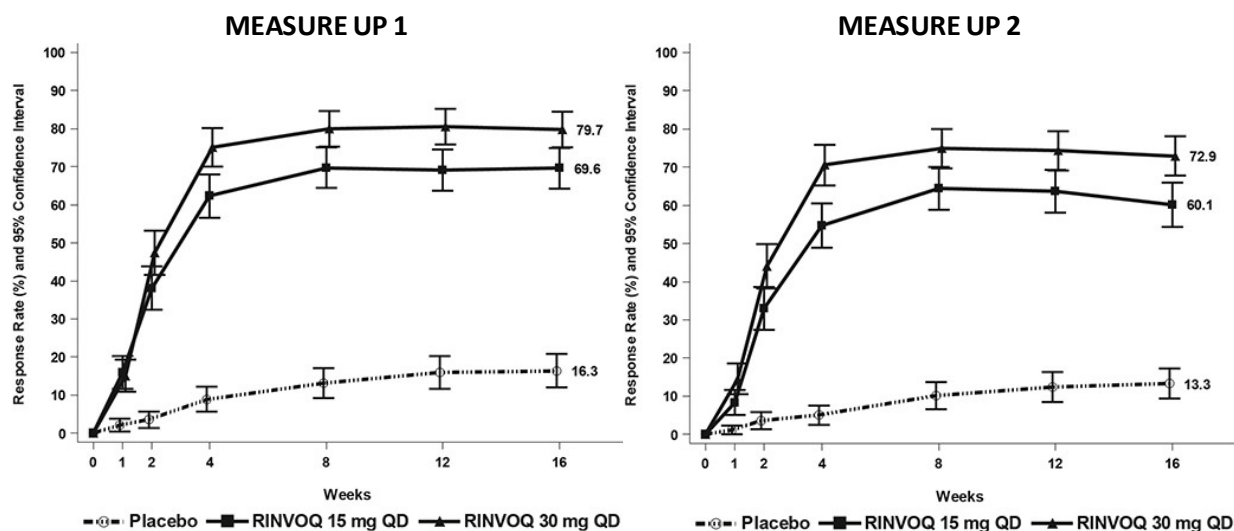 MEASURE UP 1
Response Rate (%) and 95% Confidence Interval
100
90
80
70
60
50
40
30
20
10
0
79.7
69.6
16.3
0 1 2 4 8 12 16
Weeks
Placebo RINVOQ 15 mg QD RINVOQ 30 mg QD
MEASURE UP 2
Response Rate (%) and 95% Confidence Interval
100
90
80
70
60
50
40
30
20
10
0
72.9
60.1
13.3
0 1 2 4 8 12 16
Weeks
Placebo RINVOQ 15 mg QD RINVOQ 30 mg QD